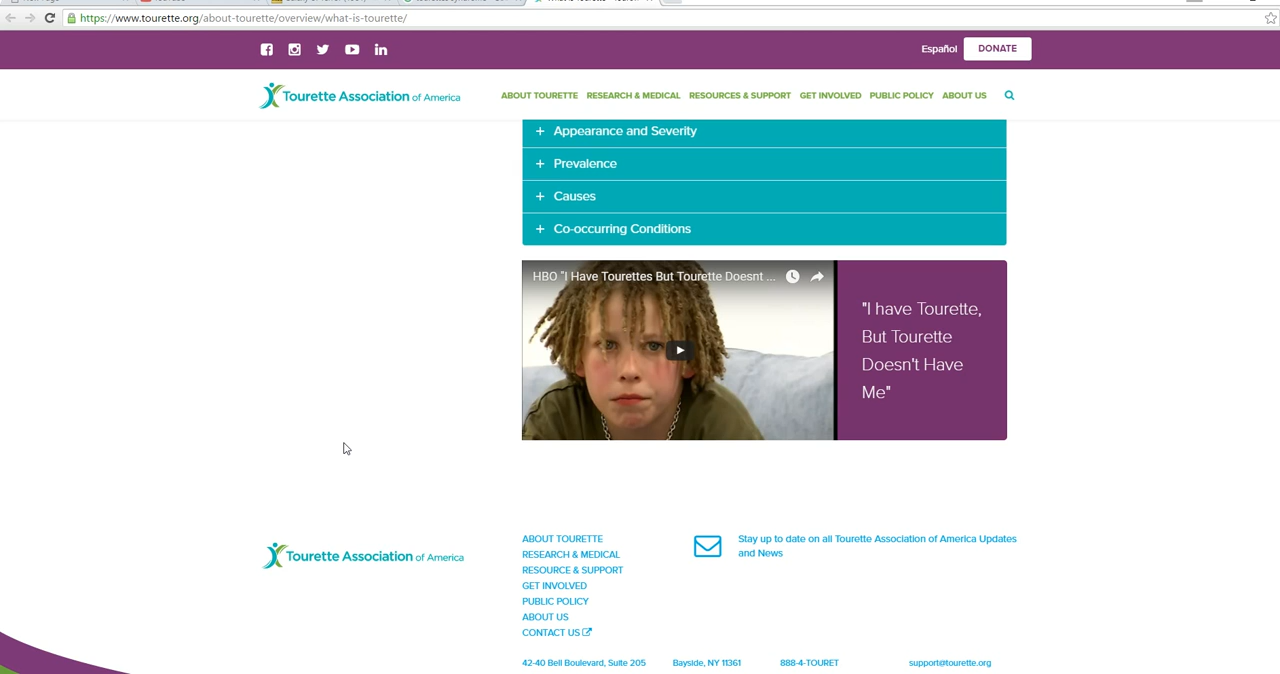 https://www.tourette.org/about-tourette/overview/what-is-tourette/
Español
DONATE
Tourette Association of America
ABOUT TOURETTE RESEARCH & MEDICAL RESOURCES & SUPPORT GET INVOLVED PUBLIC POLICY ABOUT US
+ Appearance and Severity
+ Prevalence
+ Causes
+ Co-occurring Conditions
HBO "I Have Tourettes But Tourette Doesnt ...
"I have Tourette,
But Tourette
Doesn't Have
Me"
Tourette Association of America
ABOUT TOURETTE
RESEARCH & MEDICAL
RESOURCE & SUPPORT
GET INVOLVED
PUBLIC POLICY
ABOUT US
CONTACT US
Stay up to date on all Tourette Association of America Updates
and News
42-40 Bell Boulevard, Suite 205 Bayside, NY 11361 888-4-TOURET support@tourette.org